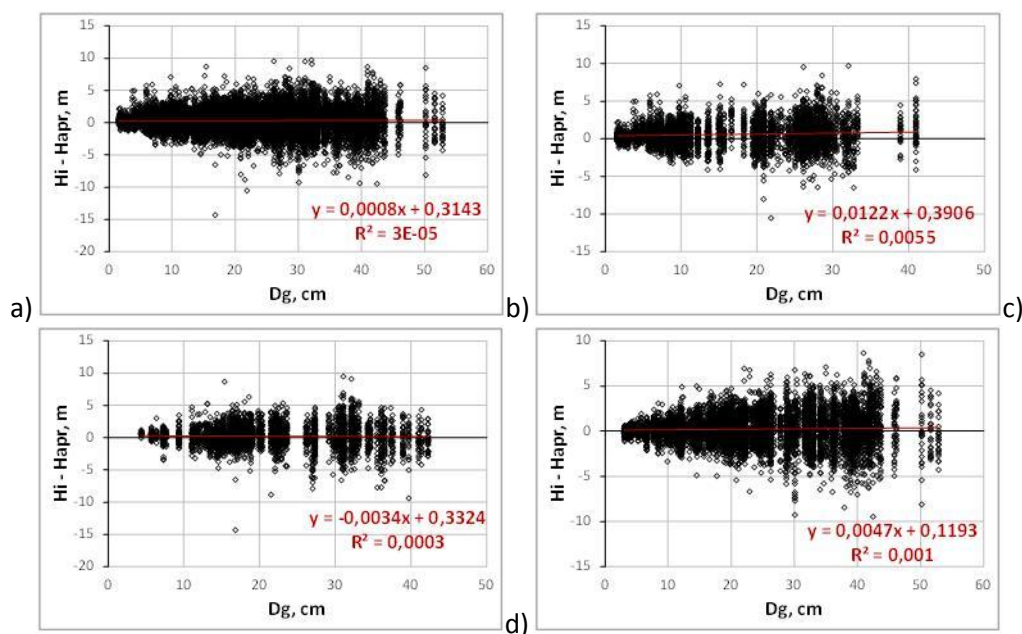 15
10
5
0
-5
-10
-15
-20
0 10 20 30 40 50 60
Hi - Hapr, m
Dg, cm
y = 0,0008x + 0,3143
R² = 3E-05
a)
15
10
5
0
-5
-10
-15
0 10 20 30 40 50
Hi - Hapr, m
Dg, cm
y = 0,0122x + 0,3906
R² = 0,0055
b)
c)
15
10
5
0
-5
-10
-15
-20
0 10 20 30 40 50
Hi - Hapr, m
Dg, cm
y = -0,0034x + 0,3324
R² = 0,0003
d)
10
5
0
-5
-10
-15
0 10 20 30 40 50 60
Hi - Hapr, m
Dg, cm
y = 0,0047x + 0,1193
R² = 0,001